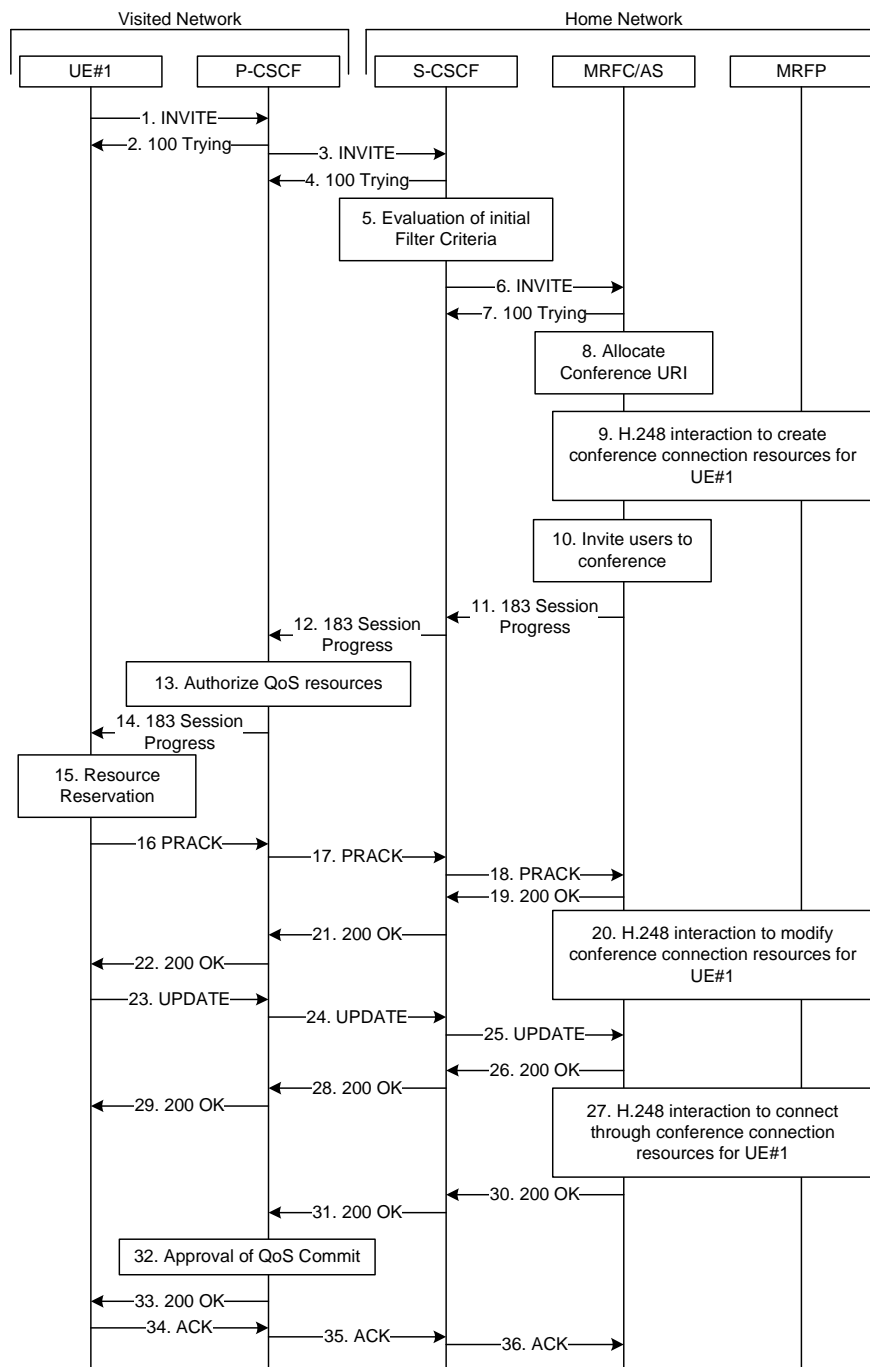 Visited Network
Home Network
UE#1
P-CSCF
S-CSCF
MRFC/AS
MRFP
1. INVITE
2. 100 Trying
3. INVITE
4. 100 Trying
5. Evaluation of initial
Filter Criteria
6. INVITE
7. 100 Trying
8. Allocate
Conference URI
9. H.248 interaction to create
conference connection resources for
UE#1
10. Invite users to
conference
11. 183 Session
Progress
12. 183 Session
Progress
13. Authorize QoS resources
14. 183 Session
Progress
15. Resource
Reservation
16 PRACK
17. PRACK
18. PRACK
19. 200 OK
20. H.248 interaction to modify
conference connection resources for
UE#1
21. 200 OK
22. 200 OK
23. UPDATE
24. UPDATE
25. UPDATE
26. 200 OK
27. H.248 interaction to connect
through conference connection
resources for UE#1
28. 200 OK
29. 200 OK
30. 200 OK
31. 200 OK
32. Approval of QoS Commit
33. 200 OK
34. ACK
35. ACK
36. ACK